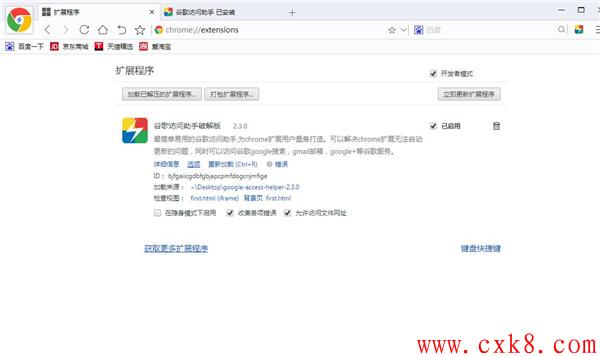 扩展程序
谷歌访问助手 已安装
chrome://extensions
百度
百度一下
京东商城
天猫精选
爱淘宝
扩展程序
开发者模式
加载已解压的扩展程序...
打包扩展程序...
立即更新扩展程序
谷歌访问助手破解版 2.3.0
已启用
最简单易用的谷歌访问助手,为chrome扩展用户量身打造。可以解决chrome扩展无法自动
更新的问题，同时可以访问谷歌google搜索，gmail邮箱，google+等谷歌服务。
详细信息 选项 重新加载 (Ctrl+R) 错误
ID：bjfgaiicgdbfgbjapcpmfdogcnjmfige
加载来源： ~\Desktop\google-access-helper-2.3.0
检查视图： first.html (iframe) 背景页 first.html
在隐身模式下启用 收集各项错误 允许访问文件网址
获取更多扩展程序
键盘快捷键
www.cxk8.com